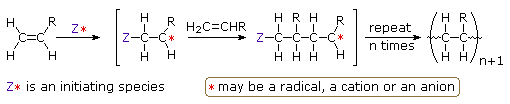 H R
C=C
H H
Z*
H R
Z-C-C*
H H
H₂C=CHR
H R H R
Z-C-C-C-C*
H H H H
repeat
n times
H R
C-C
H H
n+1
Z* is an initiating species
* may be a radical, a cation or an anion